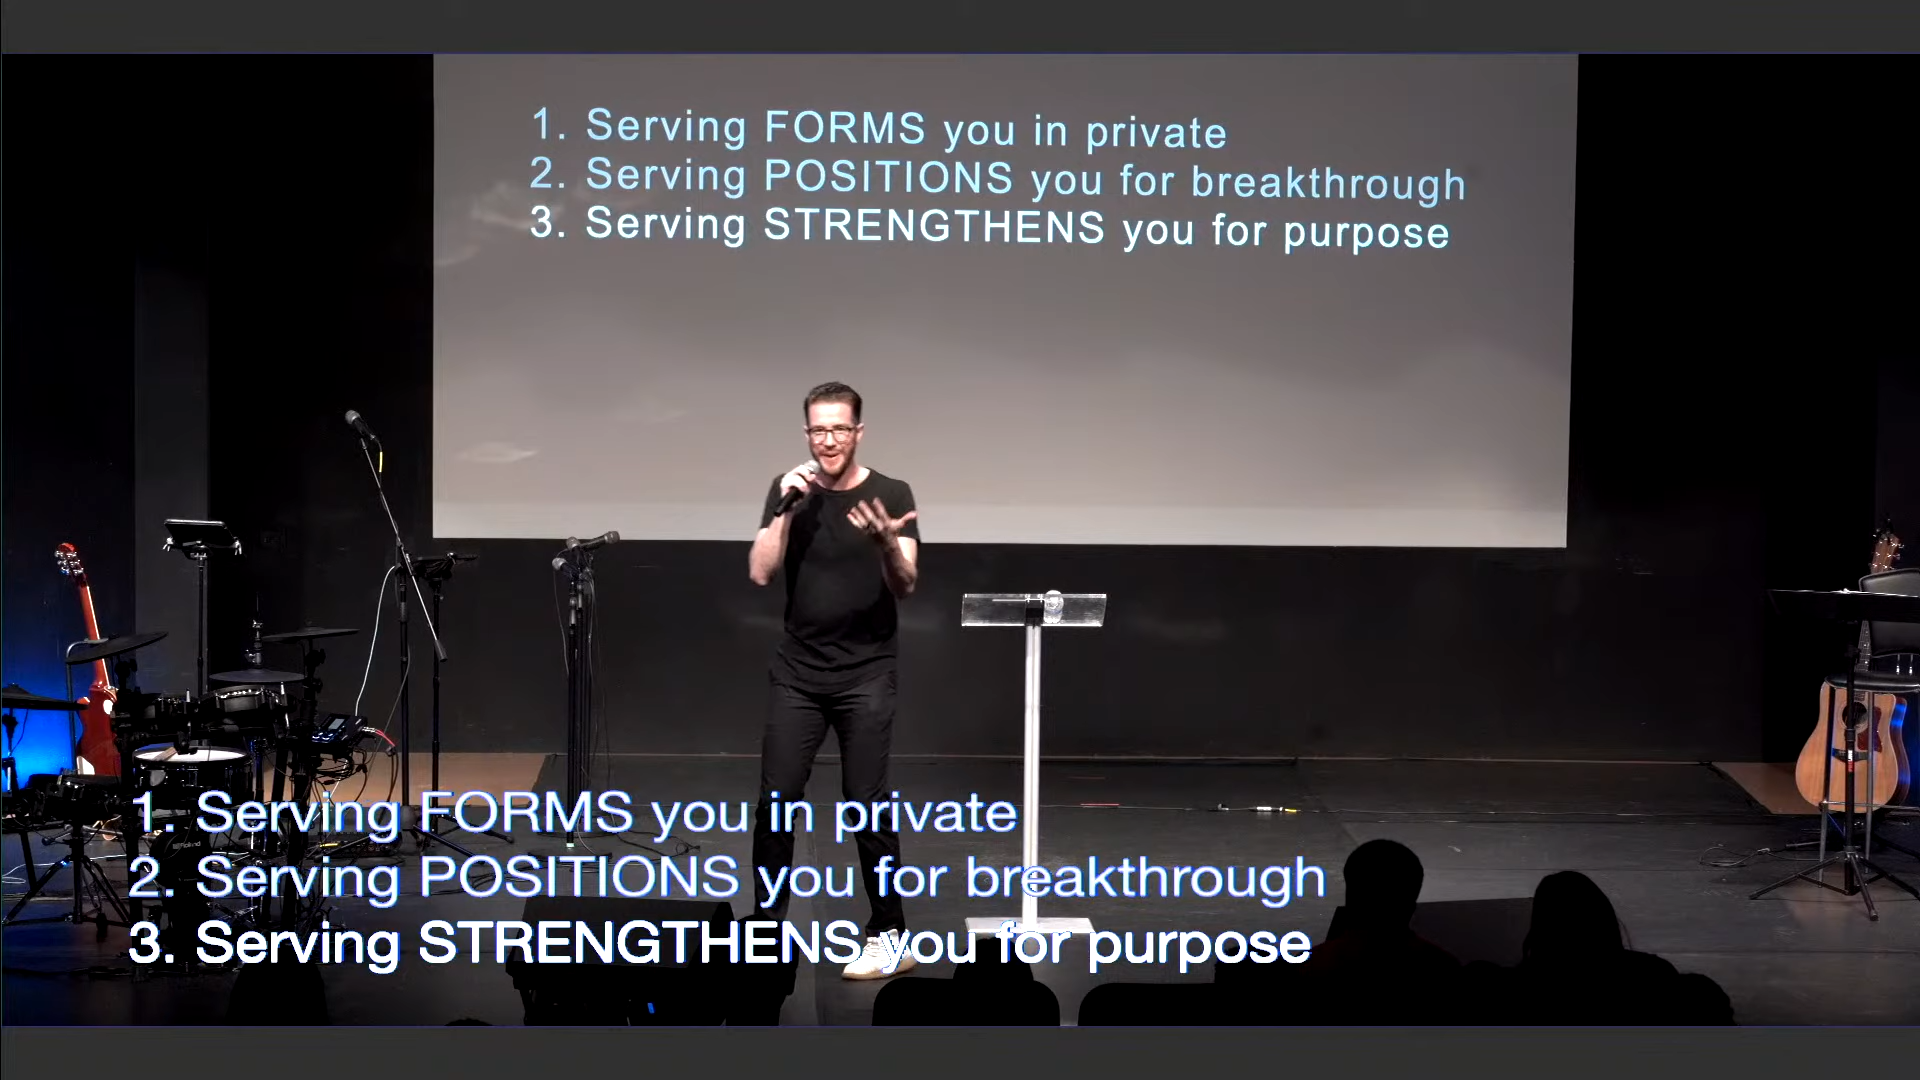 1. Serving FORMS you in private
2. Serving POSITIONS you for breakthrough
3. Serving STRENGTHENS you for purpose
1. Serving FORMS you in private
2. Serving POSITIONS you for breakthrough
3. Serving STRENGTHENS you for purpose